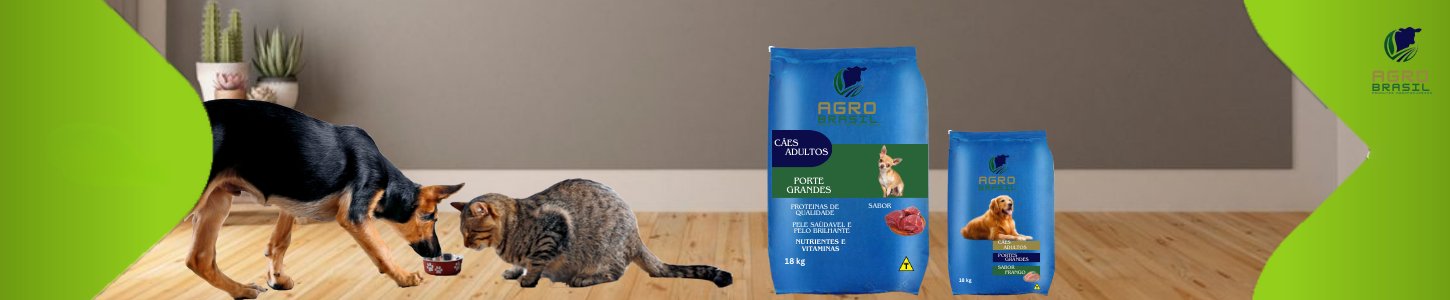 AGRO
BRASIL
CÃES
ADULTOS
PORTE
GRANDES
PROTEINAS DE
QUALIDADE
PELE SAÚDAVEL E
PELO BRILHANTE
NUTRIENTES E
VITAMINAS
SABOR
18 kg
T
AGRO
CÃES
ADULTOS
PORTES
GRANDES
SABOR
FRANGO
18 kg
AGRO
BRASIL